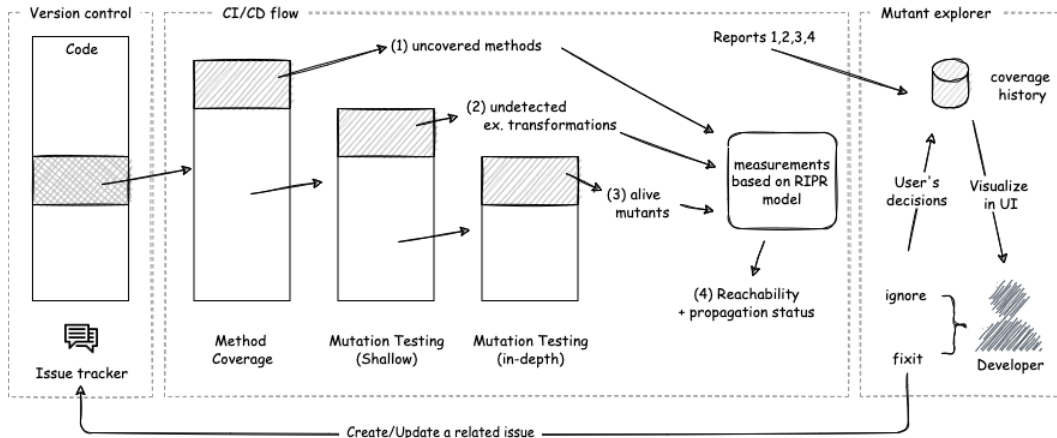 Version control
CI/CD flow
Mutant explorer
Code
(1) uncovered methods
Reports 1,2,3,4
coverage
history
(2) undetected
ex. transformations
measurements
based on RIPR
model
(3) alive
mutants
User's
decisions
Visualize
in UI
(4) Reachability
+ propagation status
ignore
fixit
Developer
Method
Coverage
Mutation Testing
(Shallow)
Mutation Testing
(in-depth)
Issue tracker
Create/Update a related issue